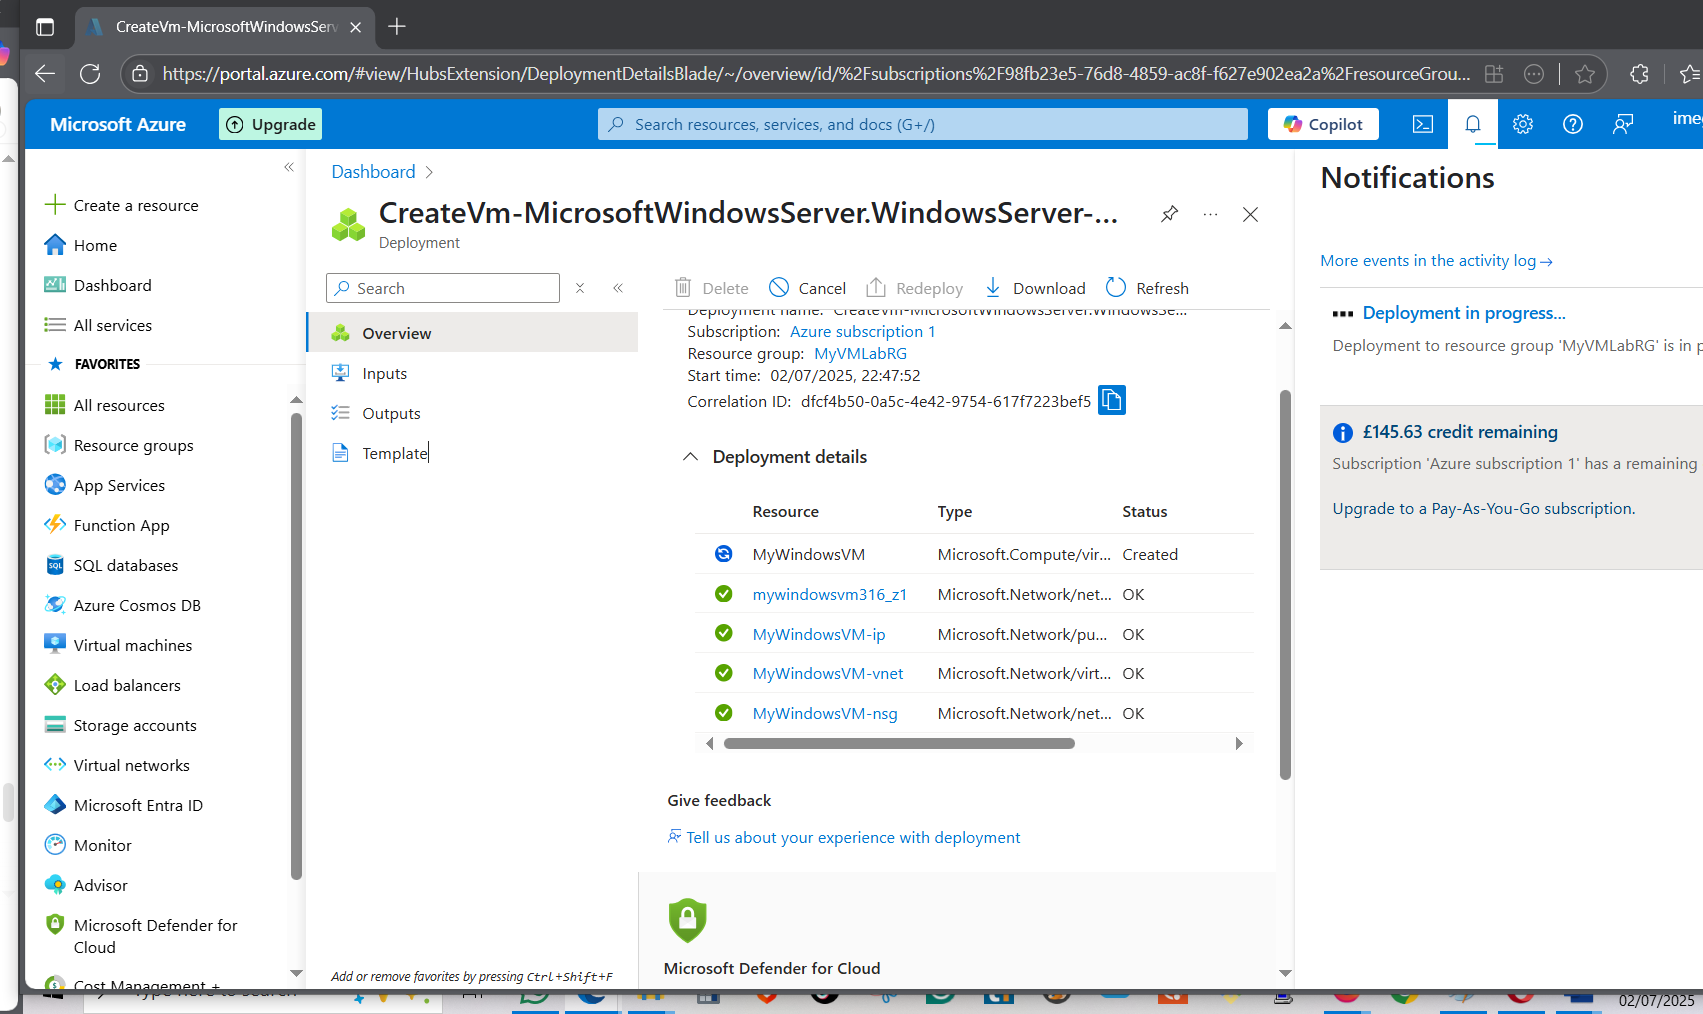 CreateVm-MicrosoftWindowsServ
https://portal.azure.com/#view/HubsExtension/DeploymentDetailsBlade/~/overview/id/%2Fsubscriptions%2F98fb23e5-76d8-4859-ac8f-f627e902ea2a%2FresourceGrou...
Microsoft Azure
Upgrade
Search resources, services, and docs (G+/)
Copilot
imeg
Create a resource
Home
Dashboard
All services
FAVORITES
All resources
Resource groups
App Services
Function App
SQL databases
Azure Cosmos DB
Virtual machines
Load balancers
Storage accounts
Virtual networks
Microsoft Entra ID
Monitor
Advisor
Microsoft Defender for
Cloud
Cost Management +
Dashboard
CreateVm-MicrosoftWindowsServer.WindowsServer-...
Deployment
Search
Overview
Inputs
Outputs
Template
Add or remove favorites by pressing Ctrl+Shift+F
Delete
Cancel
Redeploy
Download
Refresh
Deployment name: CreateVm-MicrosoftWindowsServer.WindowsSe...
Subscription: Azure subscription 1
Resource group: MyVMLabRG
Start time: 02/07/2025, 22:47:52
Correlation ID: dfcf4b50-0a5c-4e42-9754-617f7223bef5
Deployment details
Resource Type Status
MyWindowsVM Microsoft.Compute/vir... Created
mywindowsvm316_z1 Microsoft.Network/net... OK
MyWindowsVM-ip Microsoft.Network/pu... OK
MyWindowsVM-vnet Microsoft.Network/virt... OK
MyWindowsVM-nsg Microsoft.Network/net... OK
Give feedback
Tell us about your experience with deployment
Microsoft Defender for Cloud
Notifications
More events in the activity log
Deployment in progress...
Deployment to resource group 'MyVMLabRG' is in p
£145.63 credit remaining
Subscription 'Azure subscription 1' has a remaining
Upgrade to a Pay-As-You-Go subscription.
Type here to search
02/07/2025